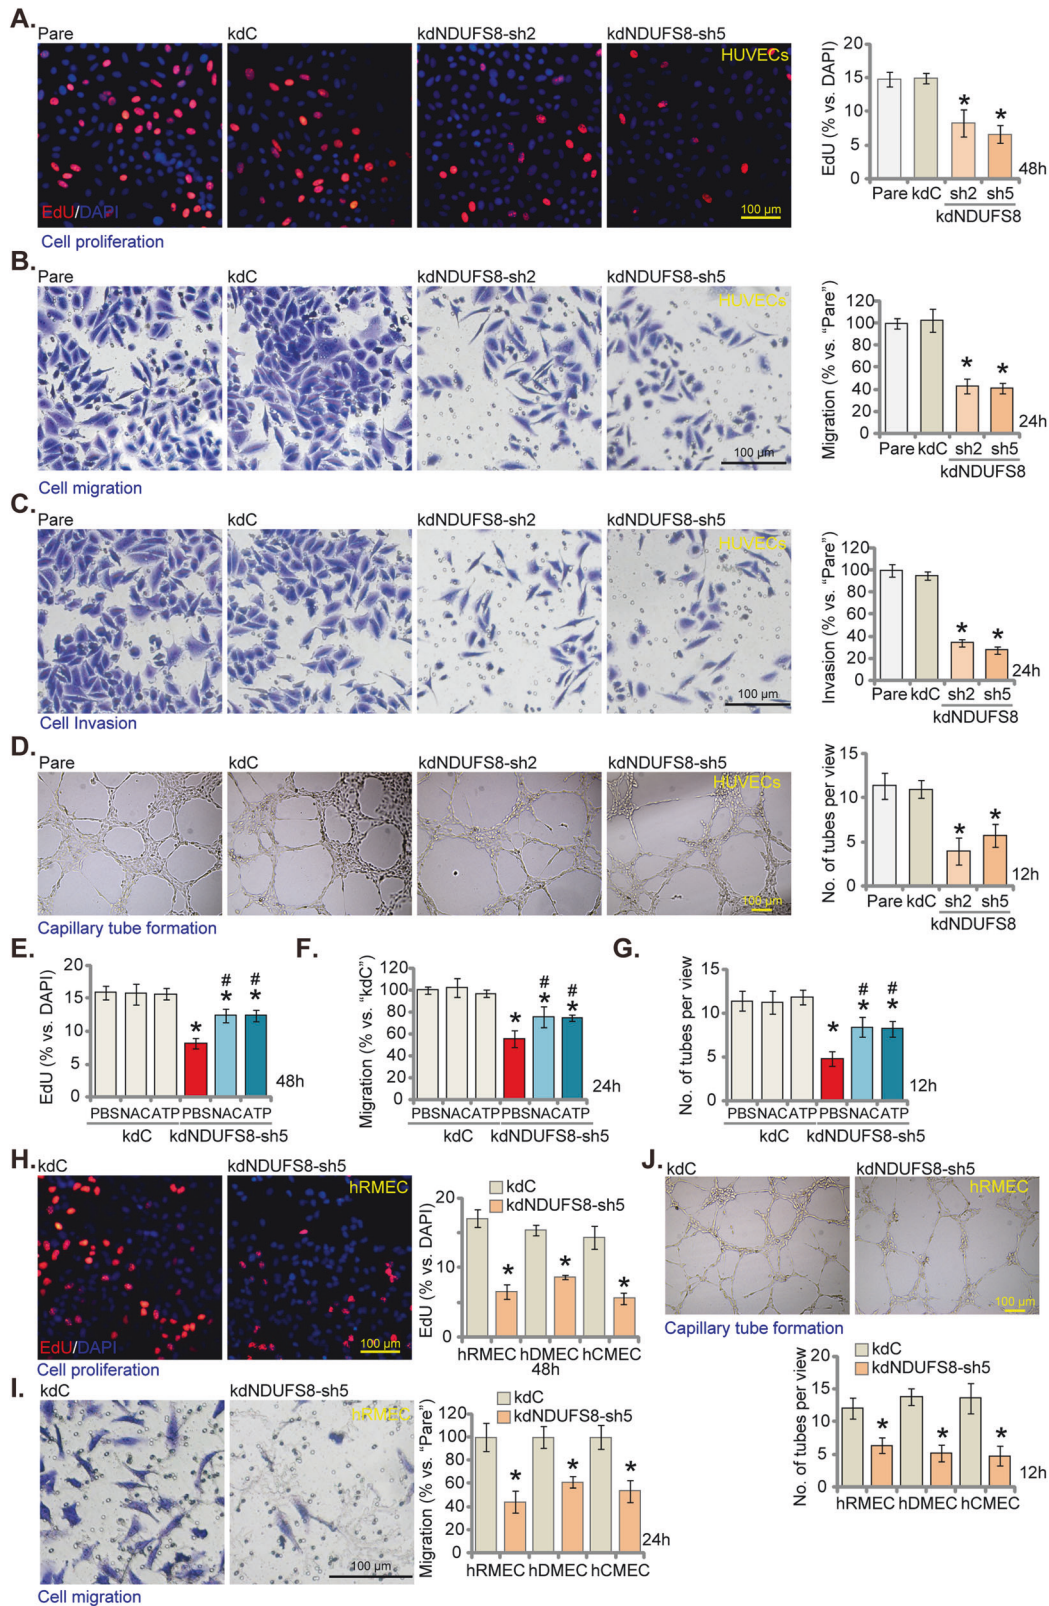 A.
Pare kdC kdNDUFS8-sh2 kdNDUFS8-sh5
HUVECs
EdU/DAPI
100 µm
Cell proliferation
EdU (% vs. DAPI)
20
15
10
5
0
48h
Pare kdC sh2 sh5
kdNDUFS8
* *
B.
Pare kdC kdNDUFS8-sh2 kdNDUFS8-sh5
HUVECs
100 µm
Cell migration
Migration (% vs. “Pare”)
120
100
80
60
40
20
0
24h
Pare kdC sh2 sh5
kdNDUFS8
* *
C.
Pare kdC kdNDUFS8-sh2 kdNDUFS8-sh5
HUVECs
100 µm
Cell Invasion
Invasion (% vs. “Pare”)
120
100
80
60
40
20
0
24h
Pare kdC sh2 sh5
kdNDUFS8
* *
D.
Pare kdC kdNDUFS8-sh2 kdNDUFS8-sh5
HUVECs
100 µm
Capillary tube formation
No. of tubes per view
15
10
5
0
12h
Pare kdC sh2 sh5
kdNDUFS8
* *
E.
EdU (% vs. DAPI)
20
15
10
5
0
# #
* * *
48h
PBS NAC ATP PBS NAC ATP
kdC kdNDUFS8-sh5
F.
Migration (% vs. “kdC”)
120
100
80
60
40
20
0
# #
* * *
24h
PBS NAC ATP PBS NAC ATP
kdC kdNDUFS8-sh5
G.
No. of tubes per view
15
10
5
0
# #
* * *
12h
PBS NAC ATP PBS NAC ATP
kdC kdNDUFS8-sh5
H.
kdC kdNDUFS8-sh5
hRMEC
EdU/DAPI
100 µm
Cell proliferation
EdU (% vs. DAPI)
20
15
10
5
0
kdC
kdNDUFS8-sh5
* * *
hRMEC hDMEC hCMEC
48h
I.
kdC kdNDUFS8-sh5
hRMEC
100 µm
Cell migration
Migration (% vs. “Pare”)
120
100
80
60
40
20
0
kdC
kdNDUFS8-sh5
* * *
24h
hRMEC hDMEC hCMEC
J.
kdC kdNDUFS8-sh5
hRMEC
100 µm
Capillary tube formation
No. of tubes per view
20
15
10
5
0
kdC
kdNDUFS8-sh5
* * *
12h
hRMEC hDMEC hCMEC